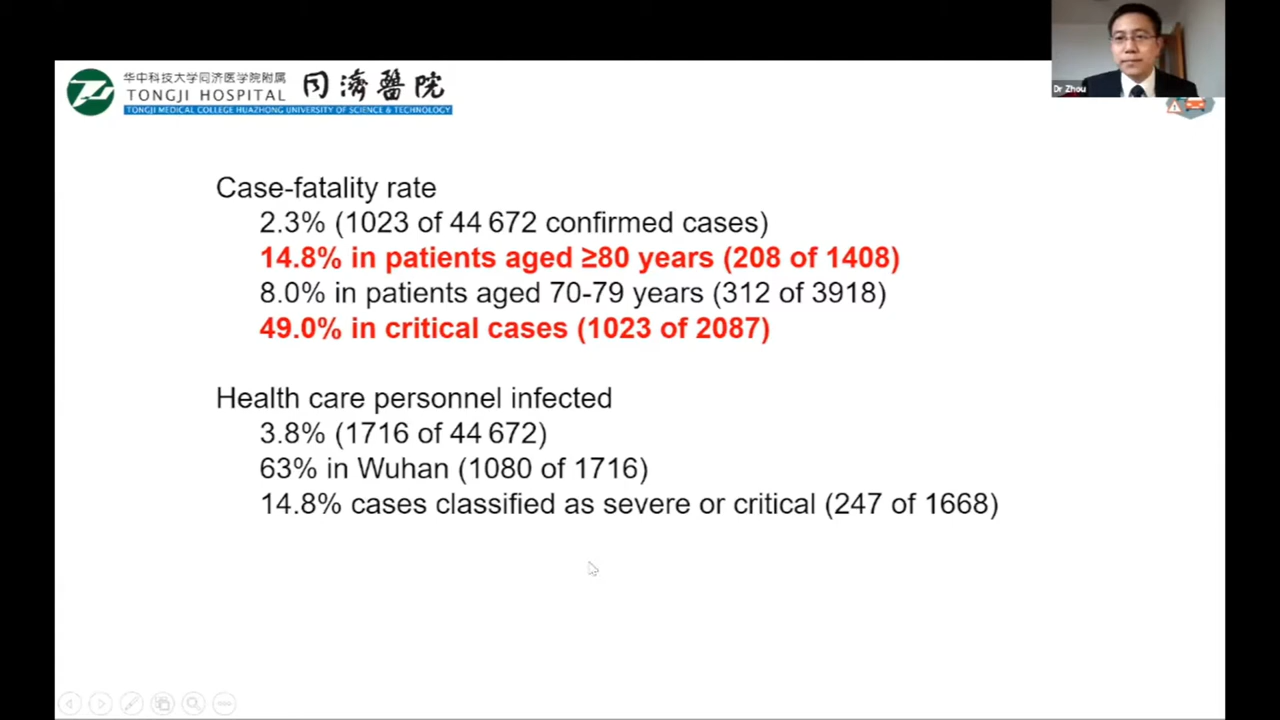 华中科技大学同济医学院附属
TONGJI HOSPITAL
同濟醫院
TONGJI MEDICAL COLLEGE HUAZHONG UNIVERSITY OF SCIENCE & TECHNOLOGY
Dr Zhou
Case-fatality rate
2.3% (1023 of 44 672 confirmed cases)
14.8% in patients aged ≥80 years (208 of 1408)
8.0% in patients aged 70-79 years (312 of 3918)
49.0% in critical cases (1023 of 2087)
Health care personnel infected
3.8% (1716 of 44 672)
63% in Wuhan (1080 of 1716)
14.8% cases classified as severe or critical (247 of 1668)